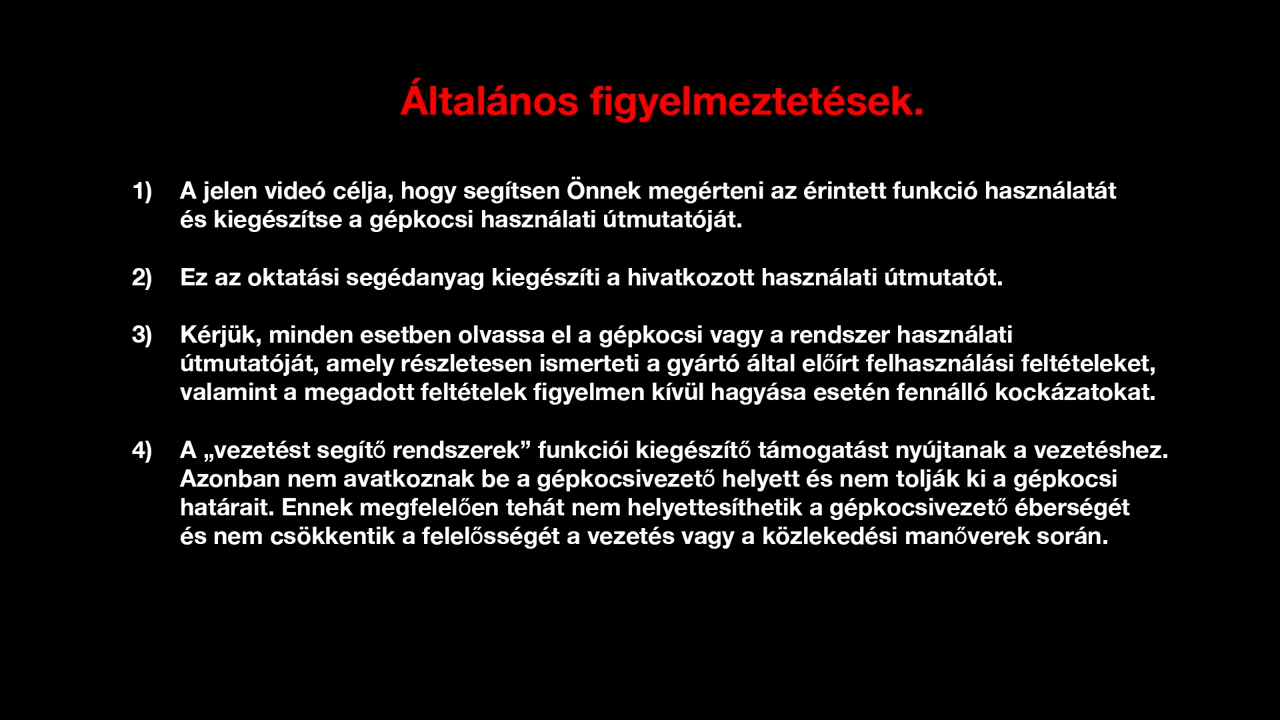 Általános figyelmeztetések.
1) A jelen videó célja, hogy segítsen Önnek megérteni az érintett funkció használatát
és kiegészítse a gépkocsi használati útmutatóját.
2) Ez az oktatási segédanyag kiegészíti a hivatkozott használati útmutatót.
3) Kérjük, minden esetben olvassa el a gépkocsi vagy a rendszer használati
útmutatóját, amely részletesen ismerteti a gyártó által előírt felhasználási feltételeket,
valamint a megadott feltételek figyelmen kívül hagyása esetén fennálló kockázatokat.
4) A „vezetést segítő rendszerek” funkciói kiegészítő támogatást nyújtanak a vezetéshez.
Azonban nem avatkoznak be a gépkocsivezető helyett és nem tolják ki a gépkocsi
határait. Ennek megfelelően tehát nem helyettesíthetik a gépkocsivezető éberségét
és nem csökkentik a felelősségét a vezetés vagy a közlekedési manőverek során.